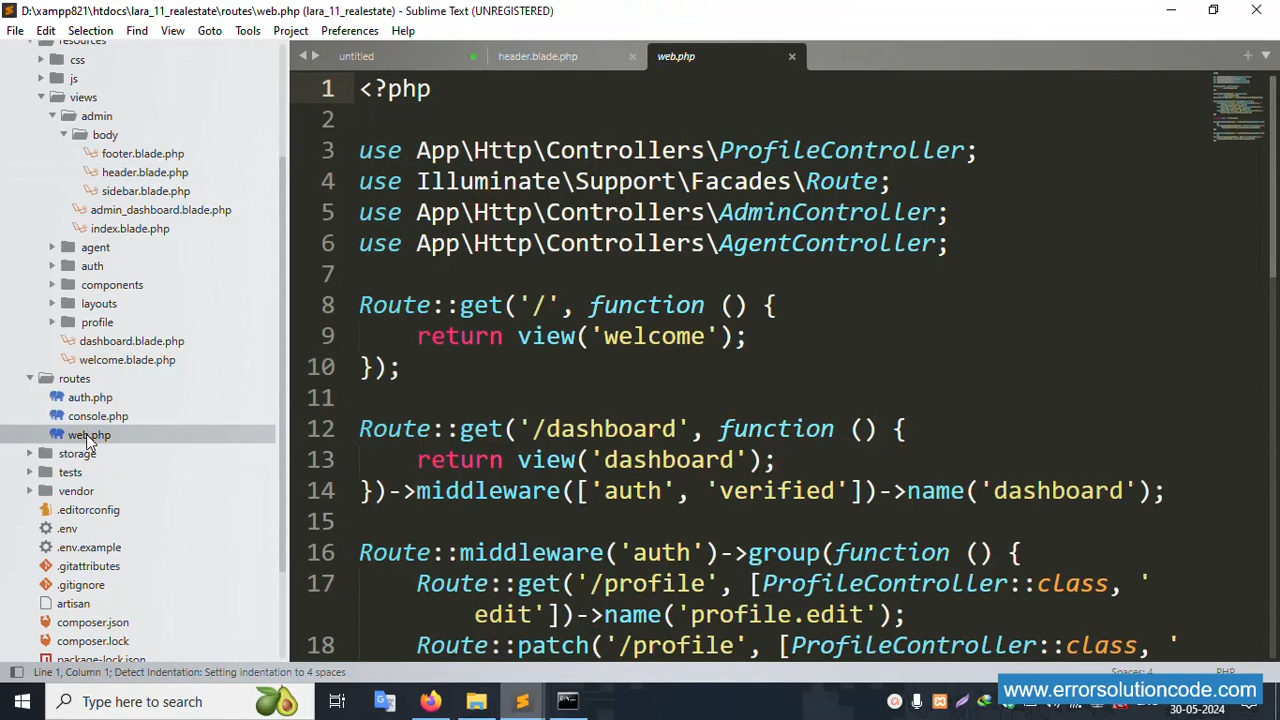 D:\xampp821\htdocs\lara_11_realestate\routes\web.php (lara_11_realestate) - Sublime Text (UNREGISTERED)
File Edit Selection Find View Goto Tools Project Preferences Help
resources
css
js
views
admin
body
footer.blade.php
header.blade.php
sidebar.blade.php
admin_dashboard.blade.php
index.blade.php
agent
auth
components
layouts
profile
dashboard.blade.php
welcome.blade.php
routes
auth.php
console.php
web.php
storage
tests
vendor
.editorconfig
.env
.env.example
.gitattributes
.gitignore
artisan
composer.json
composer.lock
package-lock.json
untitled header.blade.php web.php
1 <?php
2
3 use App\Http\Controllers\ProfileController;
4 use Illuminate\Support\Facades\Route;
5 use App\Http\Controllers\AdminController;
6 use App\Http\Controllers\AgentController;
7
8 Route::get('/', function () {
9 return view('welcome');
10 });
11
12 Route::get('/dashboard', function () {
13 return view('dashboard');
14 })->middleware(['auth', 'verified'])->name('dashboard');
15
16 Route::middleware('auth')->group(function () {
17 Route::get('/profile', [ProfileController::class, '
edit'])->name('profile.edit');
18 Route::patch('/profile', [ProfileController::class, '
Line 1, Column 1; Detect Indentation: Setting indentation to 4 spaces
Spaces: 4 PHP
Type here to search
www.errorsolutioncode.com
30-05-2024